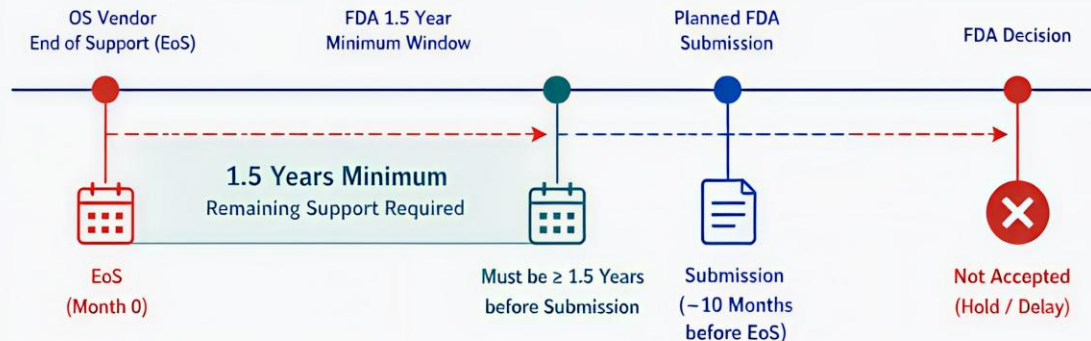 OS Vendor
End of Support (EoS)
FDA 1.5 Year
Minimum Window
Planned FDA
Submission
FDA Decision
1.5 Years Minimum
Remaining Support Required
EoS
(Month 0)
Must be ≥ 1.5 Years
before Submission
Submission
(~10 Months
before EoS)
Not Accepted
(Hold / Delay)